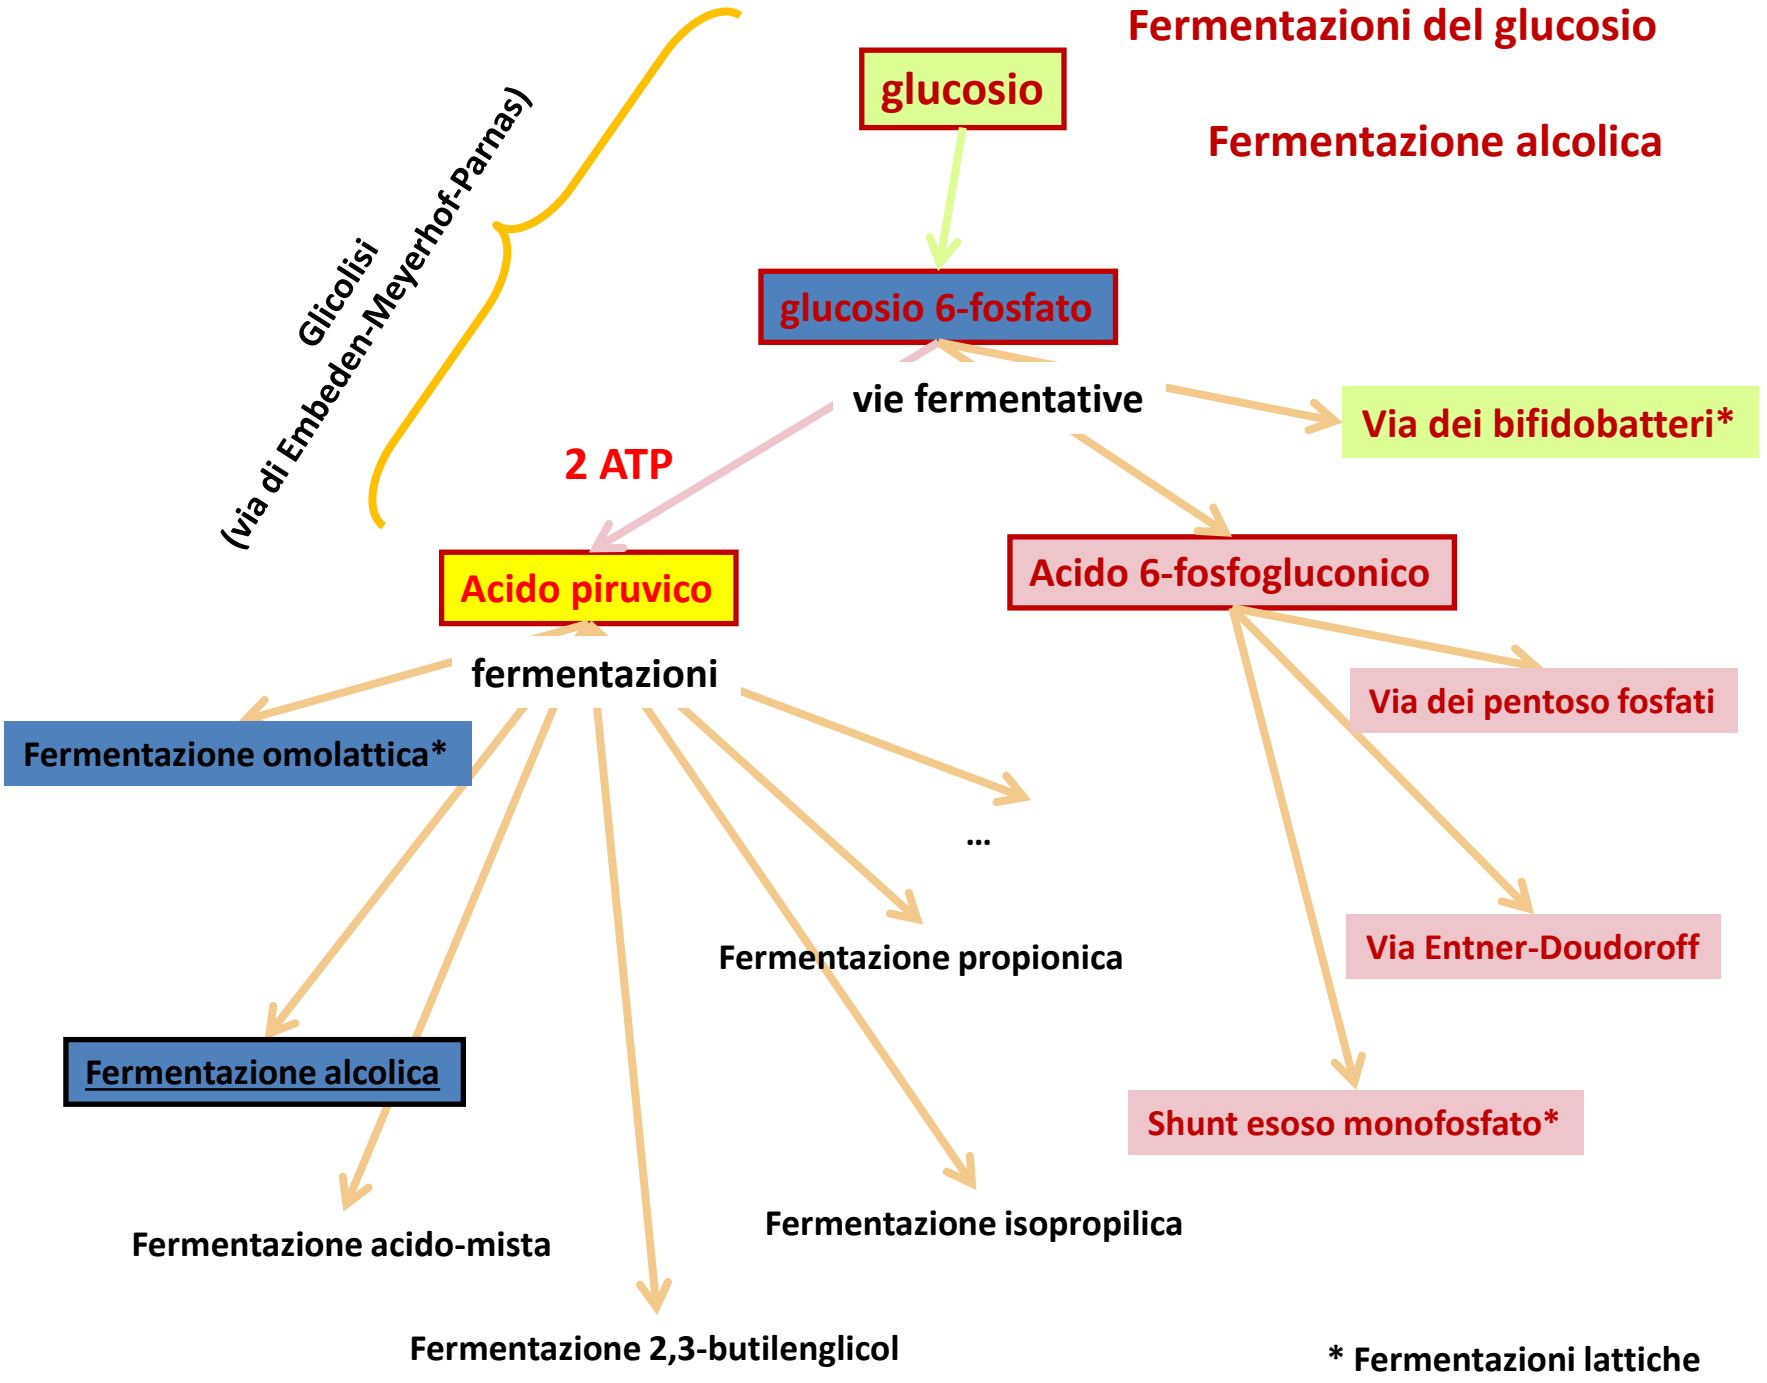 Fermentazioni del glucosio
glucosio
Fermentazione alcolica
Glicolisi
(via di Embeden-Meyerhof-Parnas)
glucosio 6-fosfato
vie fermentative
Via dei bifidobatteri*
2 ATP
Acido piruvico
Acido 6-fosfogluconico
fermentazioni
Via dei pentoso fosfati
Fermentazione omolattica*
…
Fermentazione propionica
Via Entner-Doudoroff
Fermentazione alcolica
Shunt esoso monofosfato*
Fermentazione isopropilica
Fermentazione acido-mista
Fermentazione 2,3-butilenglicol
* Fermentazioni lattiche